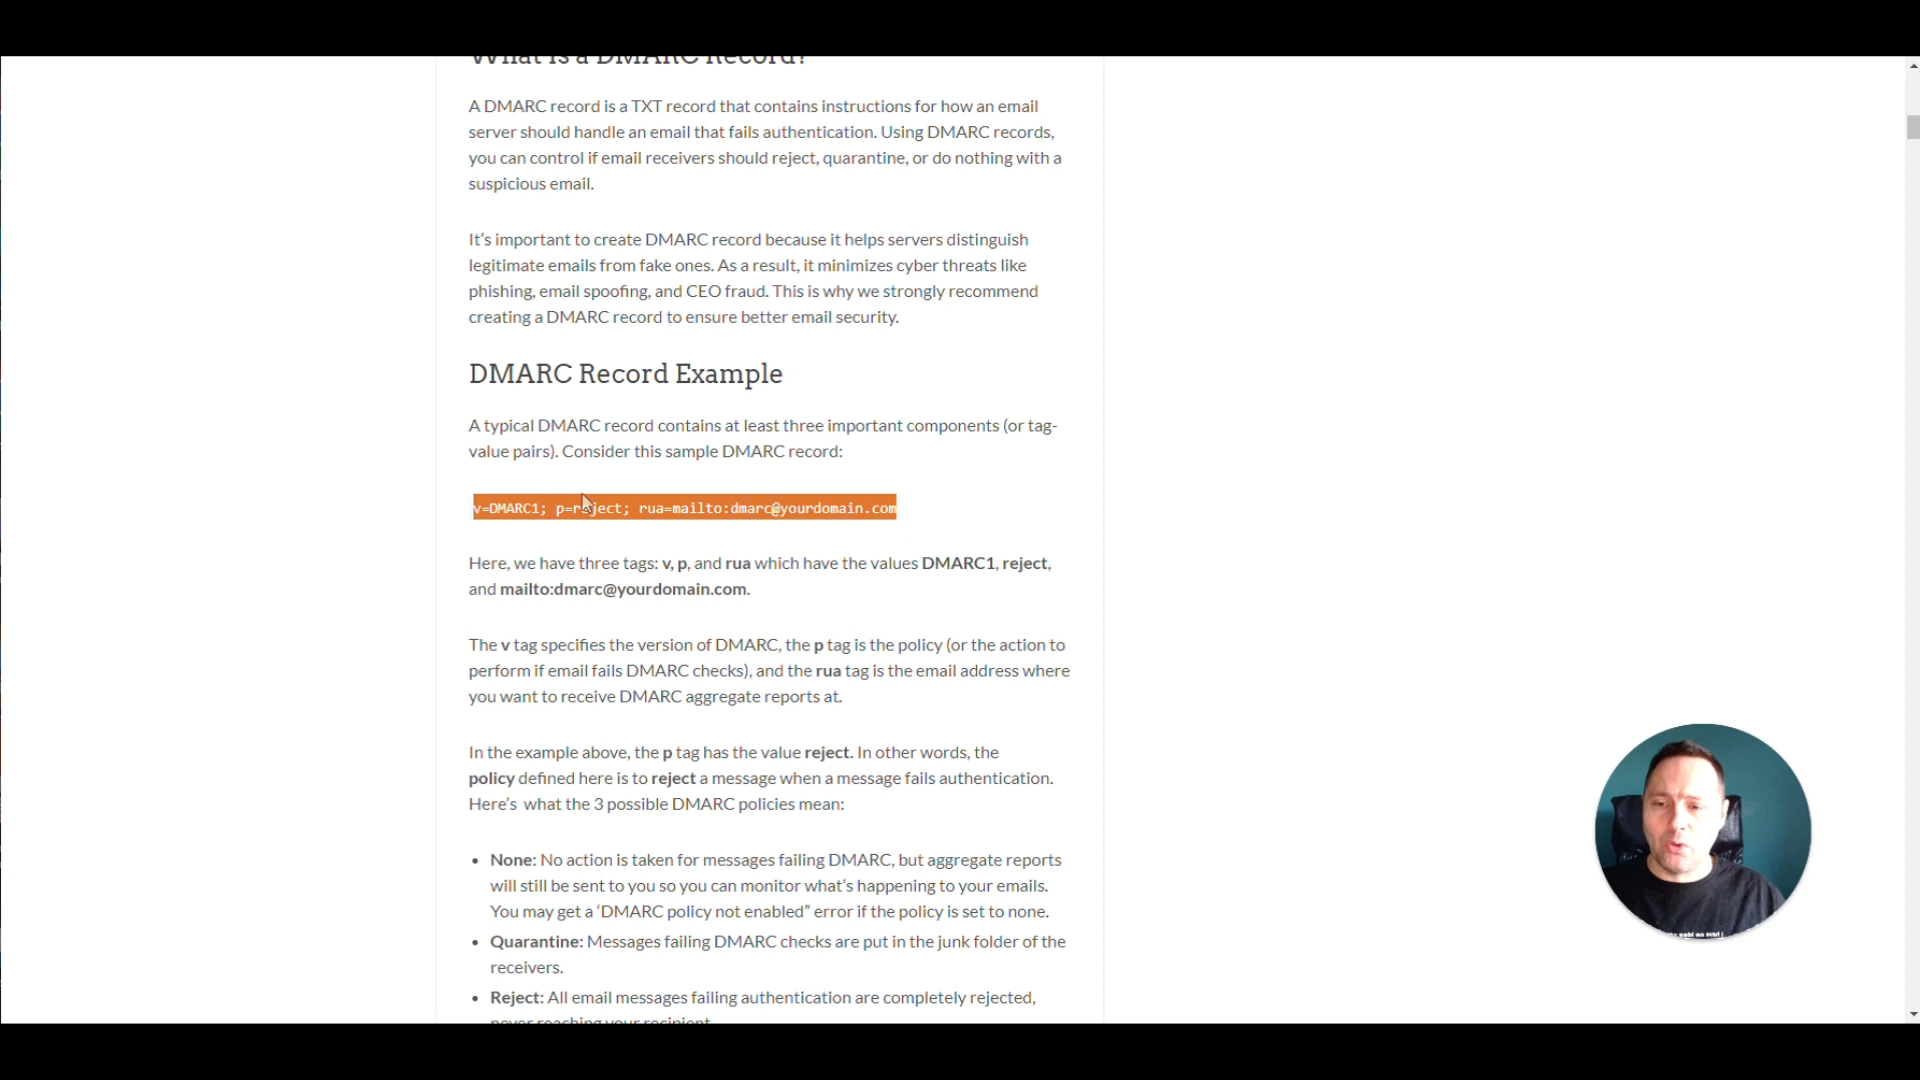 What is a DMARC Record?
A DMARC record is a TXT record that contains instructions for how an email
server should handle an email that fails authentication. Using DMARC records,
you can control if email receivers should reject, quarantine, or do nothing with a
suspicious email.
It's important to create DMARC record because it helps servers distinguish
legitimate emails from fake ones. As a result, it minimizes cyber threats like
phishing, email spoofing, and CEO fraud. This is why we strongly recommend
creating a DMARC record to ensure better email security.
DMARC Record Example
A typical DMARC record contains at least three important components (or tag-
value pairs). Consider this sample DMARC record:
v=DMARC1; p=reject; rua=mailto:dmarc@yourdomain.com
Here, we have three tags: v, p, and rua which have the values DMARC1, reject,
and mailto:dmarc@yourdomain.com.
The v tag specifies the version of DMARC, the p tag is the policy (or the action to
perform if email fails DMARC checks), and the rua tag is the email address where
you want to receive DMARC aggregate reports at.
In the example above, the p tag has the value reject. In other words, the
policy defined here is to reject a message when a message fails authentication.
Here's what the 3 possible DMARC policies mean:
• None: No action is taken for messages failing DMARC, but aggregate reports
will still be sent to you so you can monitor what's happening to your emails.
You may get a 'DMARC policy not enabled" error if the policy is set to none.
• Quarantine: Messages failing DMARC checks are put in the junk folder of the
receivers.
• Reject: All email messages failing authentication are completely rejected,
never reaching your recipient